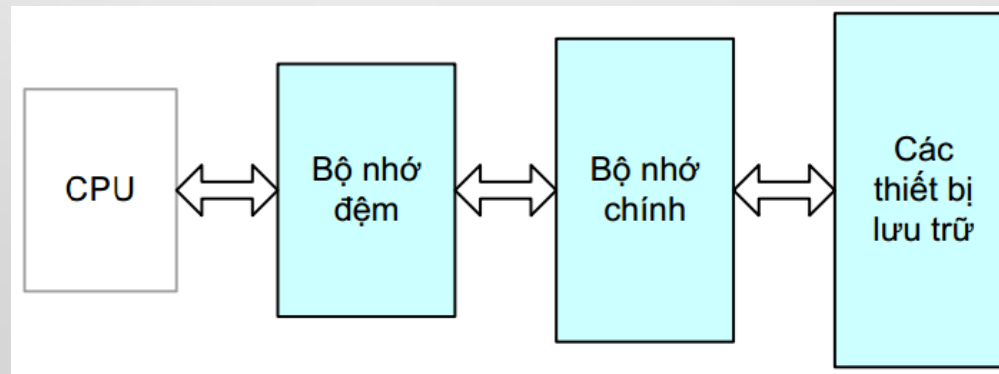 CPU
Bộ nhớ
đệm
Bộ nhớ
chính
Các
thiết bị
lưu trữ